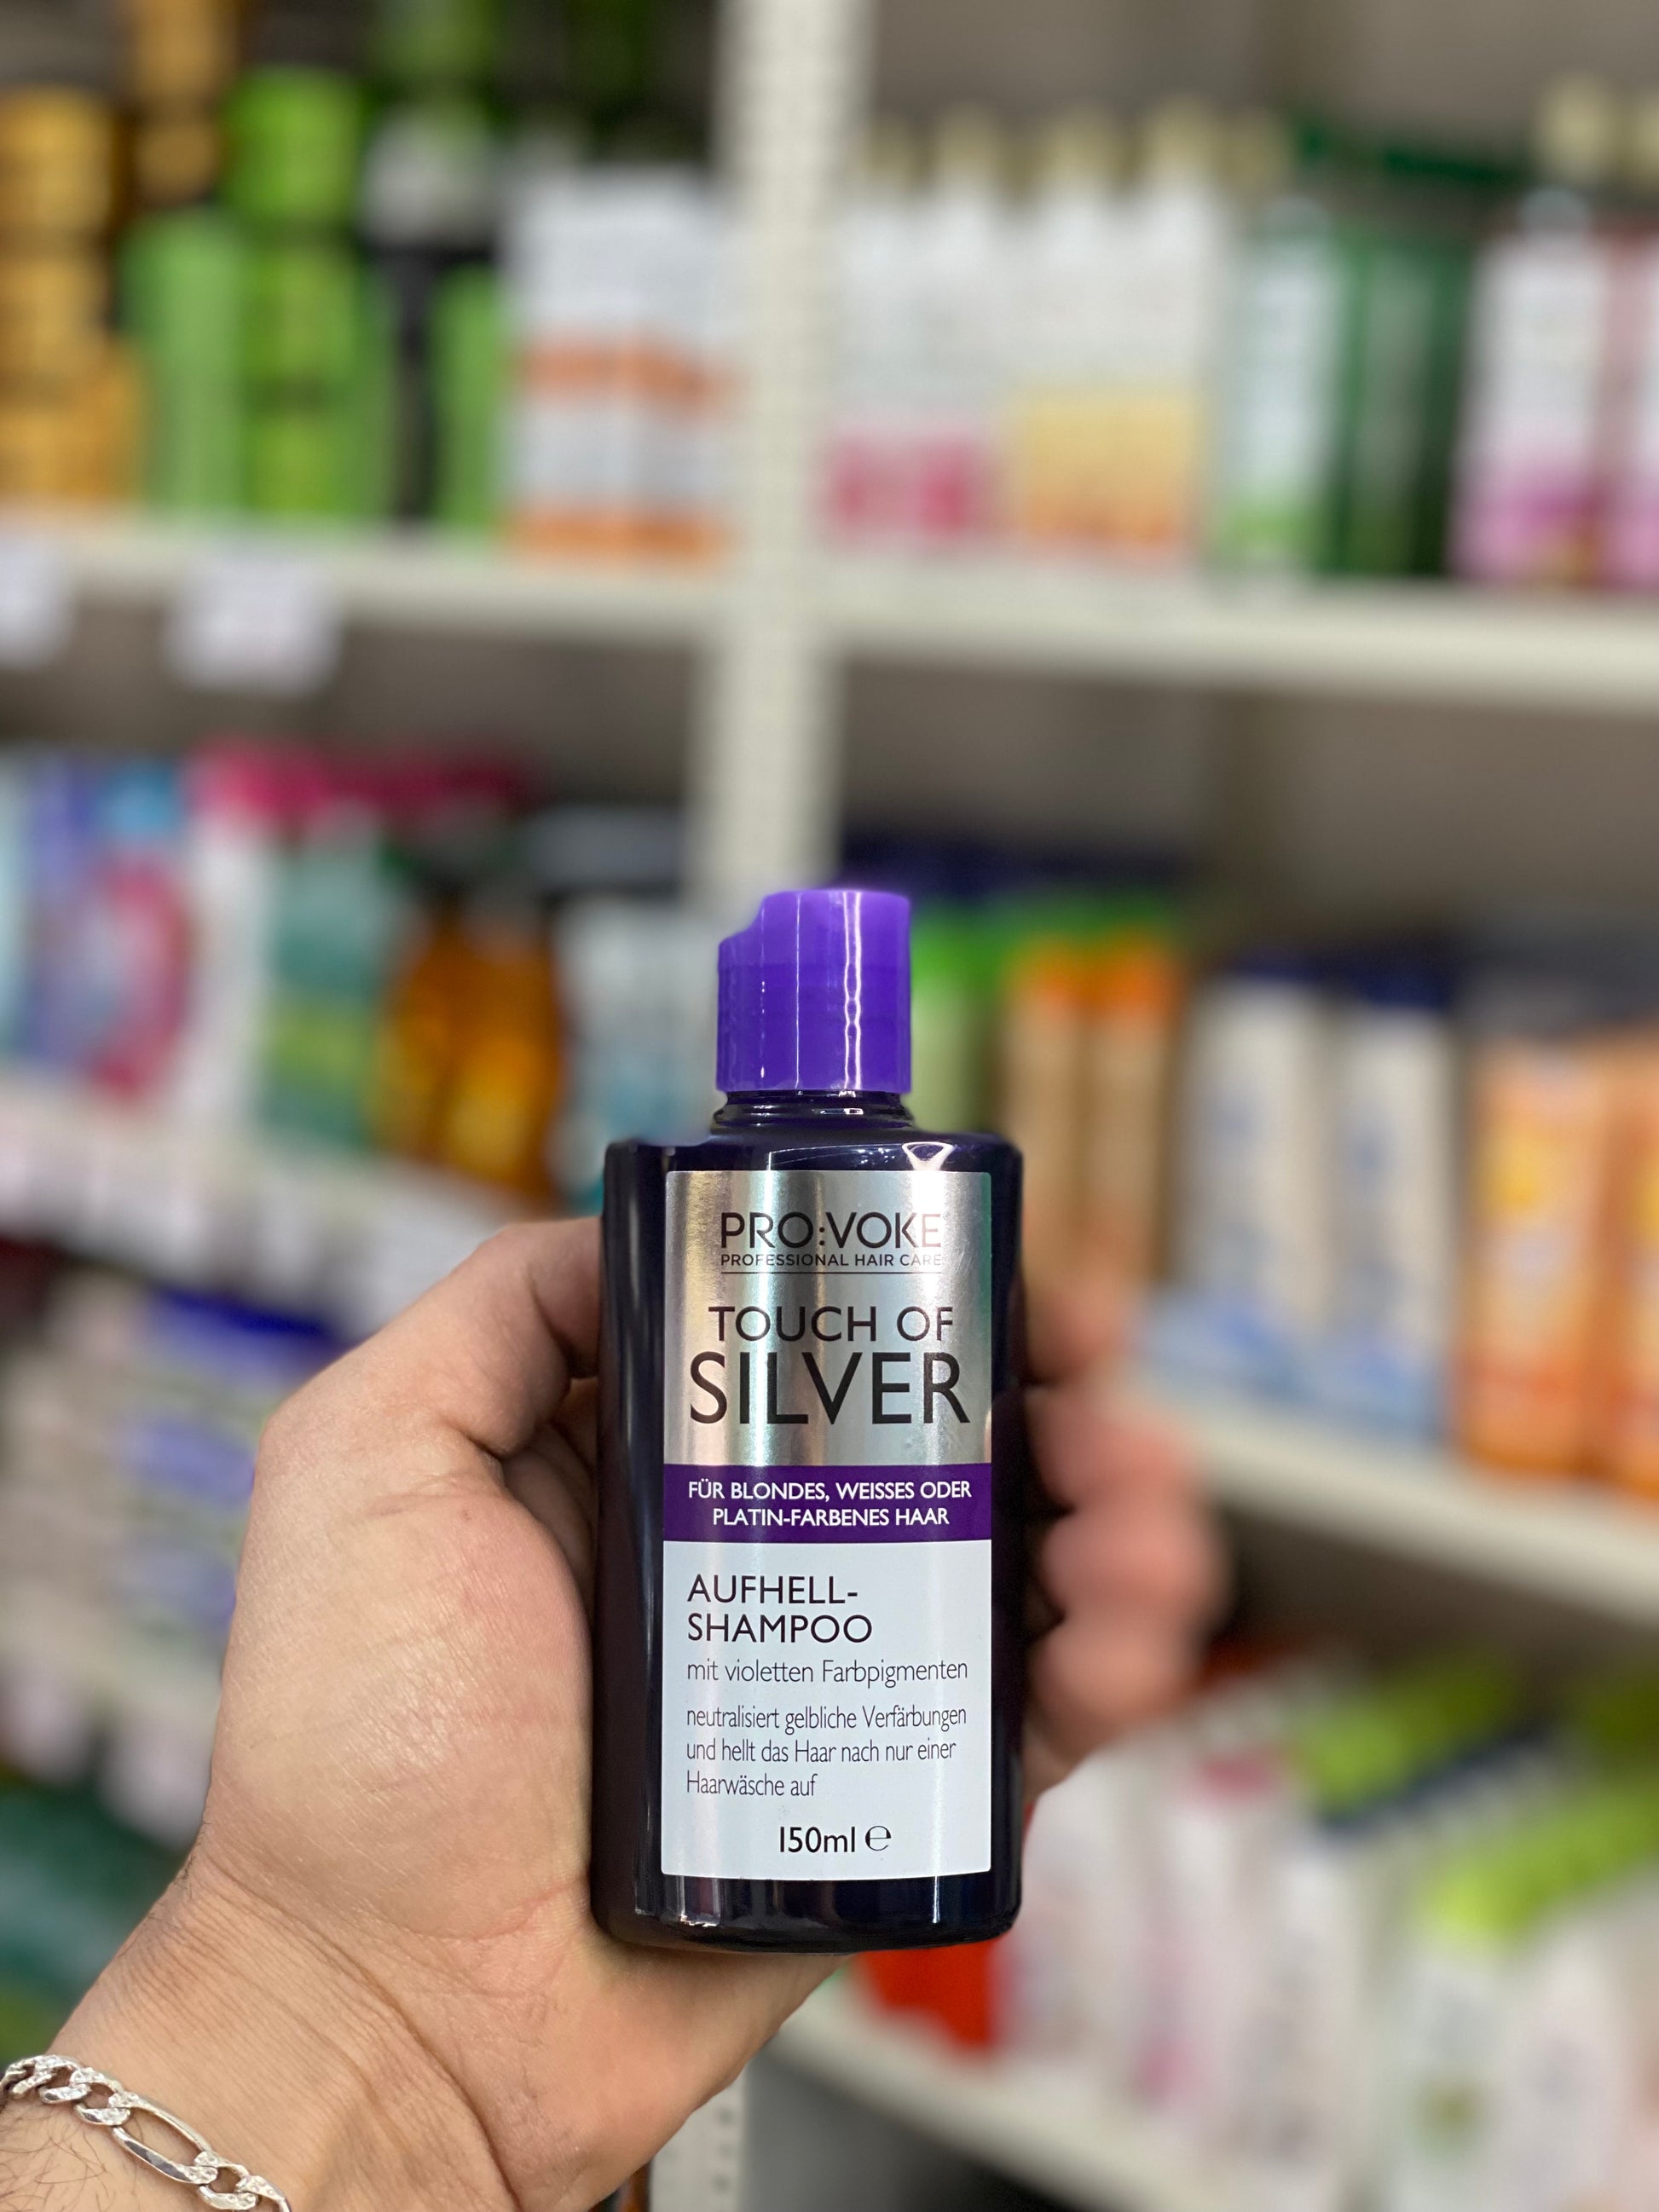 PRO:VOKE
PROFESSIONAL HAIR CARE
TOUCH OF
SILVER
FÜR BLONDES, WEISSES ODER
PLATIN-FARBENES HAAR
AUFHELL-
SHAMPOO
mit violetten Farbpigmenten
neutralisiert gelbliche Verfärbungen
und hellt das Haar nach nur einer
Haarwäsche auf
150ml ℮